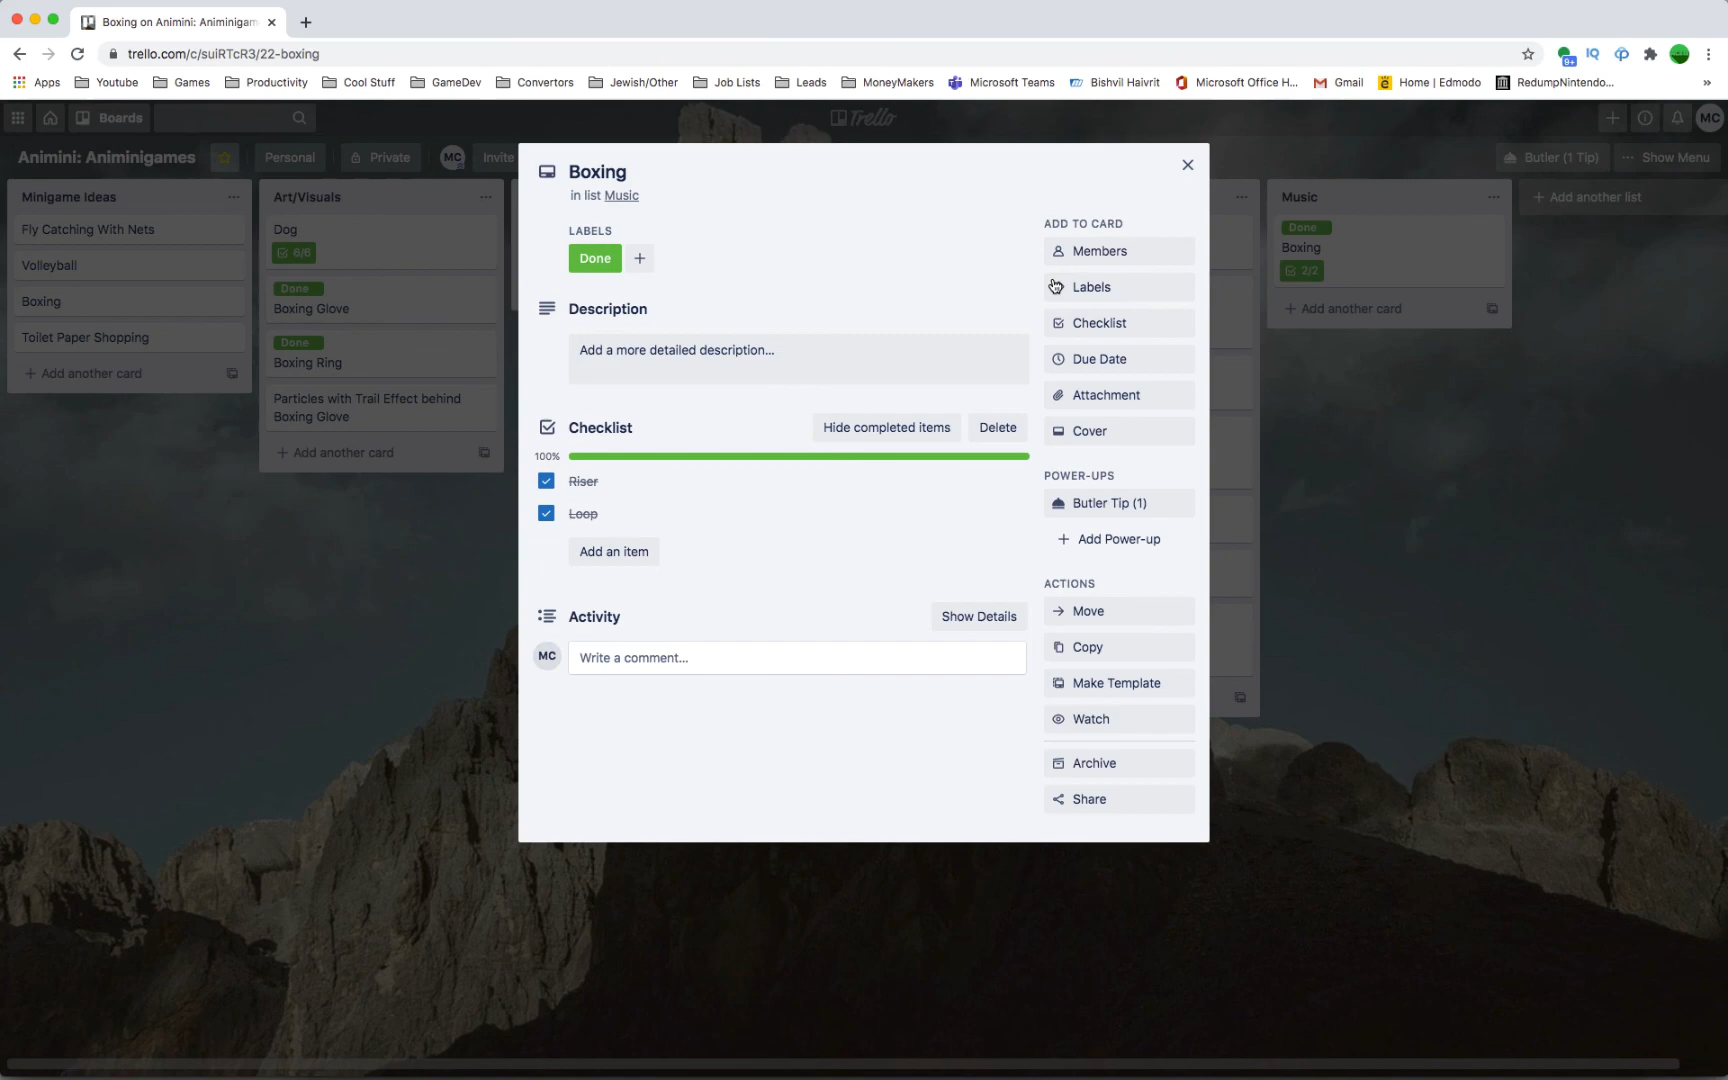 Boxing on Animini: Animinigam
trello.com/c/suiRTcR3/22-boxing
9+
IQ
Apps
Youtube
Games
Productivity
Cool Stuff
GameDev
Convertors
Jewish/Other
Job Lists
Leads
MoneyMakers
Microsoft Teams
Bishvil Haivrit
Microsoft Office H...
Gmail
Home | Edmodo
RedumpNintendo...
»
Boards
Trello
MC
Animini: Animinigames
Personal
Private
MC
Invite
Butler (1 Tip)
Show Menu
Minigame Ideas
Fly Catching With Nets
Volleyball
Boxing
Toilet Paper Shopping
+ Add another card
Art/Visuals
Dog
6/6
Done
Boxing Glove
Done
Boxing Ring
Particles with Trail Effect behind
Boxing Glove
+ Add another card
Boxing
in list Music
LABELS
Done
+
Description
Add a more detailed description...
Checklist
Hide completed items
Delete
100%
Riser
Loop
Add an item
Activity
Show Details
MC
Write a comment...
ADD TO CARD
Members
Labels
Checklist
Due Date
Attachment
Cover
POWER-UPS
Butler Tip (1)
+ Add Power-up
ACTIONS
Move
Copy
Make Template
Watch
Archive
Share
Music
Done
Boxing
2/2
+ Add another card
+ Add another list